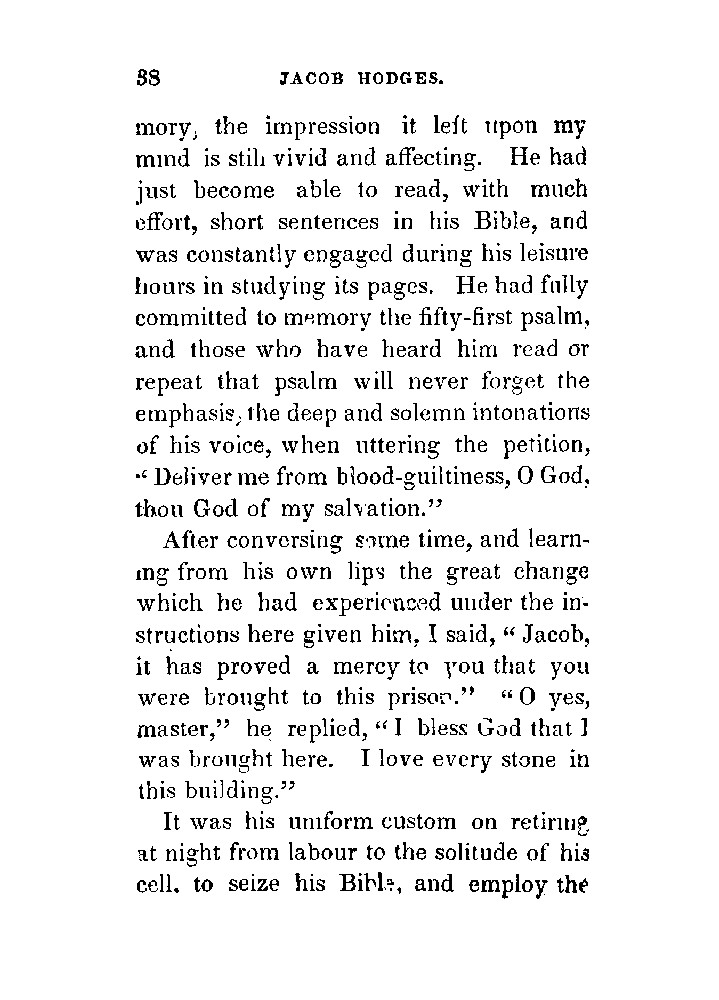 38 JACOB HODGES.
mory, the impression it left upon my
mind is still vivid and affecting. He had
just become able to read, with much
effort, short sentences in his Bible, and
was constantly engaged during his leisure
hours in studying its pages. He had fully
committed to memory the fifty-first psalm,
and those who have heard him read or
repeat that psalm will never forget the
emphasis, the deep and solemn intonations
of his voice, when uttering the petition,
“ Deliver me from blood-guiltiness, O God,
thou God of my salvation.”
After conversing some time, and learn-
ing from his own lips the great change
which he had experienced under the in-
structions here given him, I said, “ Jacob,
it has proved a mercy to you that you
were brought to this prison.” “ O yes,
master,” he replied, “ I bless God that I
was brought here. I love every stone in
this building.”
It was his uniform custom on retiring
at night from labour to the solitude of his
cell, to seize his Bible, and employ the